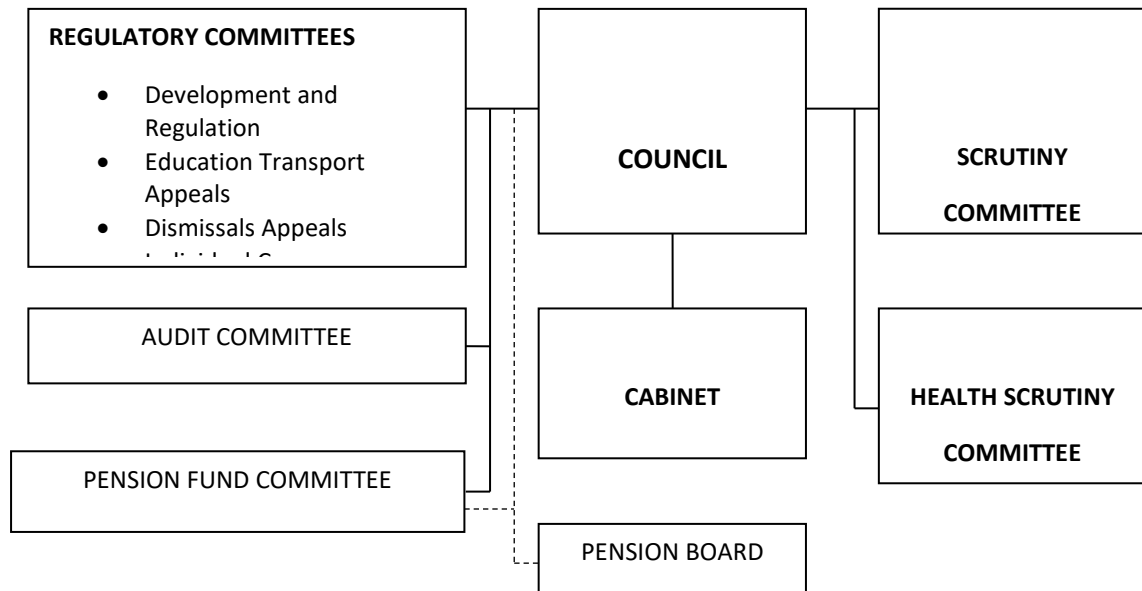 REGULATORY COMMITTEES
• Development and
Regulation
• Education Transport
Appeals
• Dismissals Appeals
COUNCIL
SCRUTINY
COMMITTEE
AUDIT COMMITTEE
CABINET
HEALTH SCRUTINY
COMMITTEE
PENSION FUND COMMITTEE
PENSION BOARD